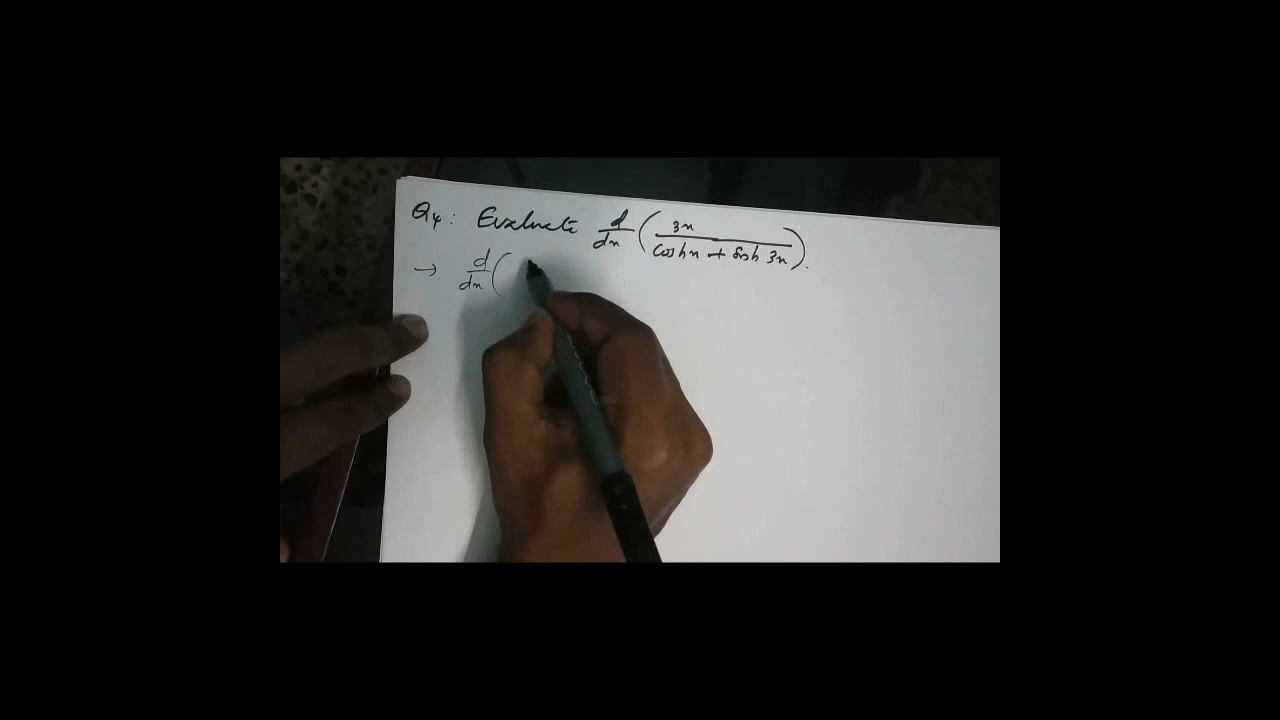 Q4: Evaluate d/dx ( 3x / (cosh x + sinh 3x) ).
→ d/dx (